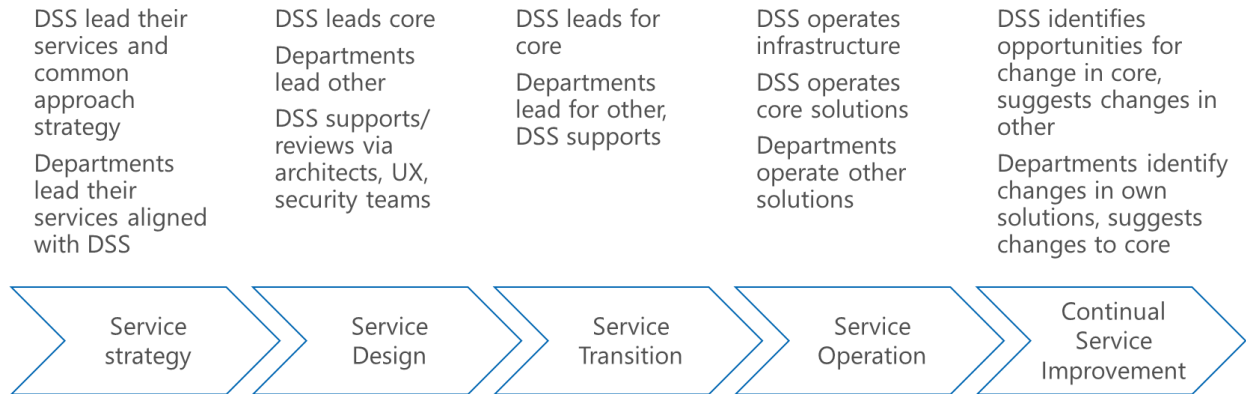 DSS lead their
services and
common
approach
strategy
Departments
lead their
services aligned
with DSS
DSS leads core
Departments
lead other
DSS supports/
reviews via
architects, UX,
security teams
DSS leads for
core
Departments
lead for other,
DSS supports
DSS operates
infrastructure
DSS operates
core solutions
Departments
operate other
solutions
DSS identifies
opportunities for
change in core,
suggests changes in
other
Departments identify
changes in own
solutions, suggests
changes to core
Service
strategy
Service
Design
Service
Transition
Service
Operation
Continual
Service
Improvement